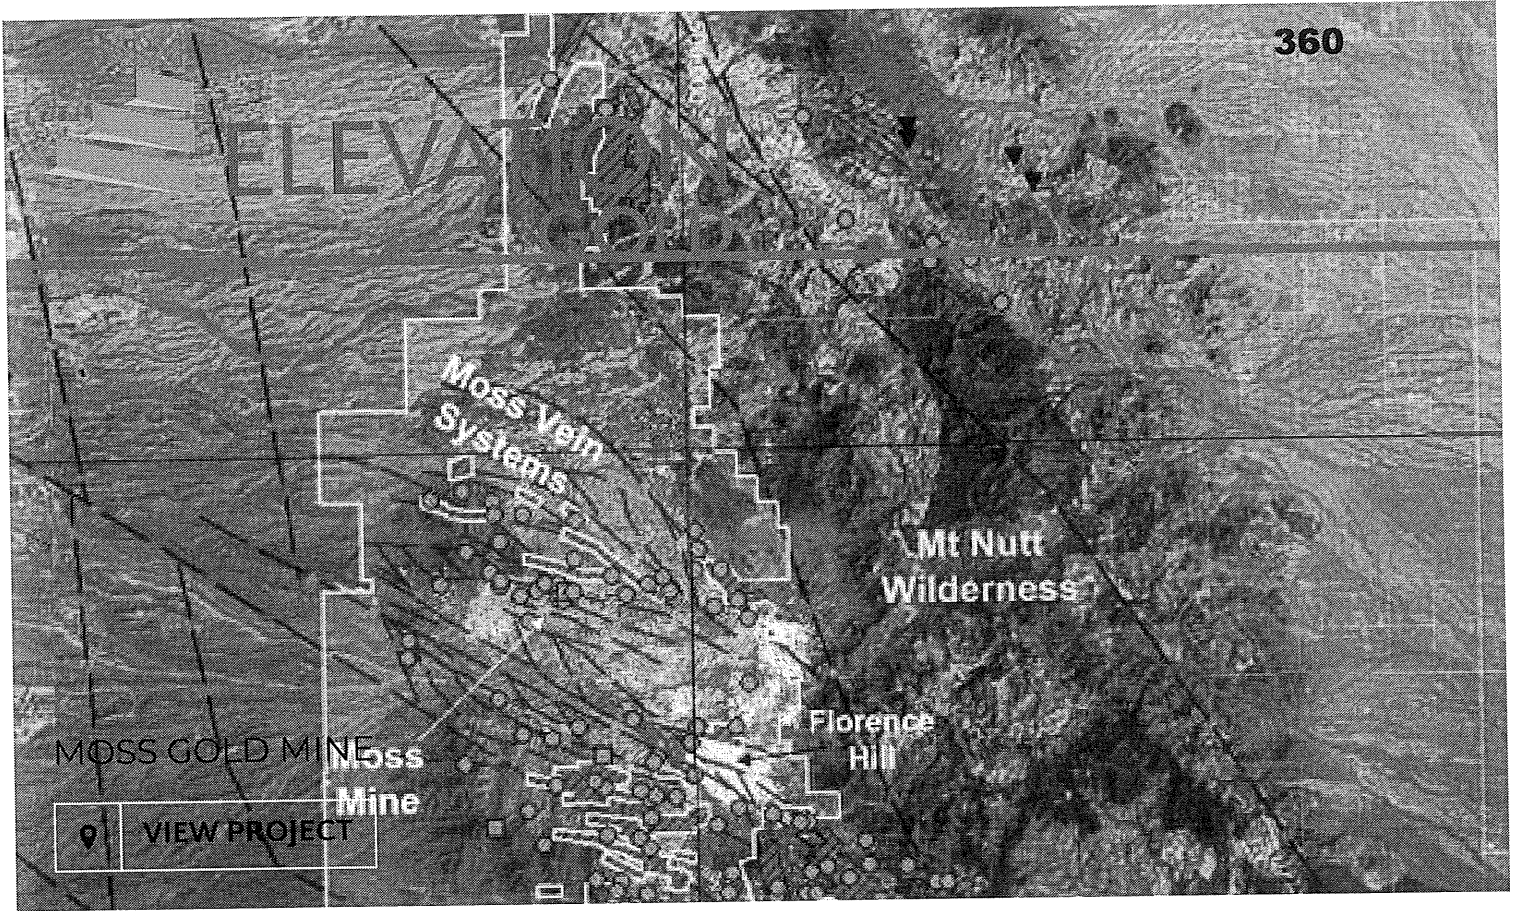 360
ELEVATION
GOLD
Moss Vein
Systems
Mt Nutt
Wilderness
Florence
Hill
MOSS GOLD MINE
Moss
Mine
VIEW PROJECT